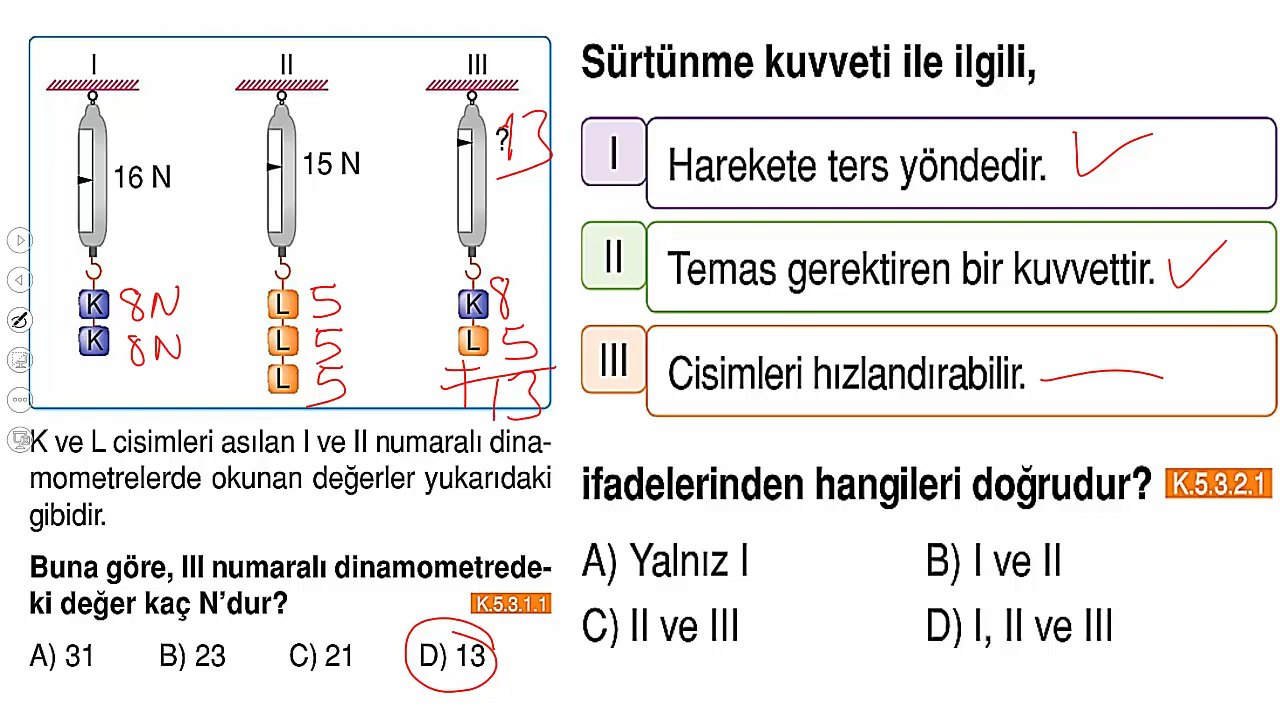 I II III
16 N
15 N
?
13
K 8N
K 8N
L 5
L 5
L 5
K 8
L 5
+
13
K ve L cisimleri asılan I ve II numaralı dina-
mometrelerde okunan değerler yukarıdaki
gibidir.
Buna göre, III numaralı dinamometrede-
ki değer kaç N'dur?
K.5.3.1.1
A) 31 B) 23 C) 21 D) 13
Sürtünme kuvveti ile ilgili,
I Harekete ters yöndedir.
II Temas gerektiren bir kuvvettir.
III Cisimleri hızlandırabilir.
ifadelerinden hangileri doğrudur? K.5.3.2.1
A) Yalnız I B) I ve II
C) II ve III D) I, II ve III